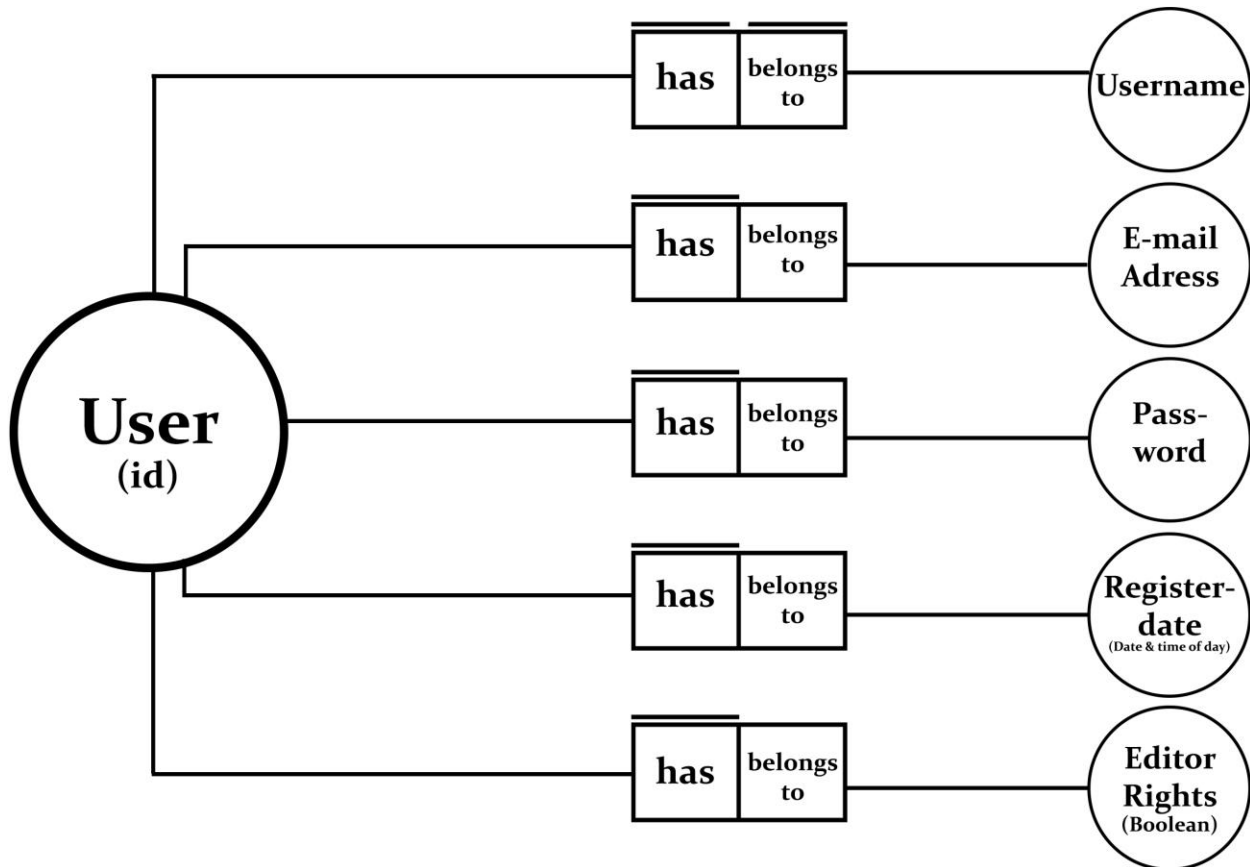 has
belongs
to
Username
has
belongs
to
E-mail
Adress
User
(id)
has
belongs
to
Pass-
word
has
belongs
to
Register-
date
(Date & time of day)
has
belongs
to
Editor
Rights
(Boolean)